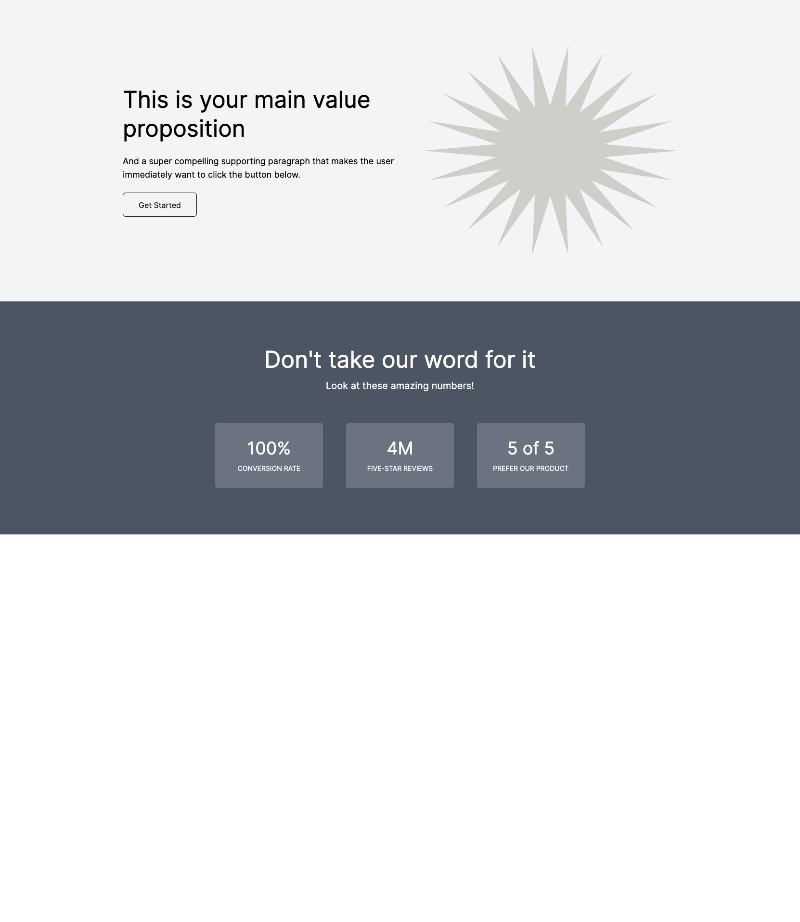 This is your main value
proposition
And a super compelling supporting paragraph that makes the user
immediately want to click the button below.
Get Started
Don't take our word for it
Look at these amazing numbers!
100%
CONVERSION RATE
4M
FIVE-STAR REVIEWS
5 of 5
PREFER OUR PRODUCT